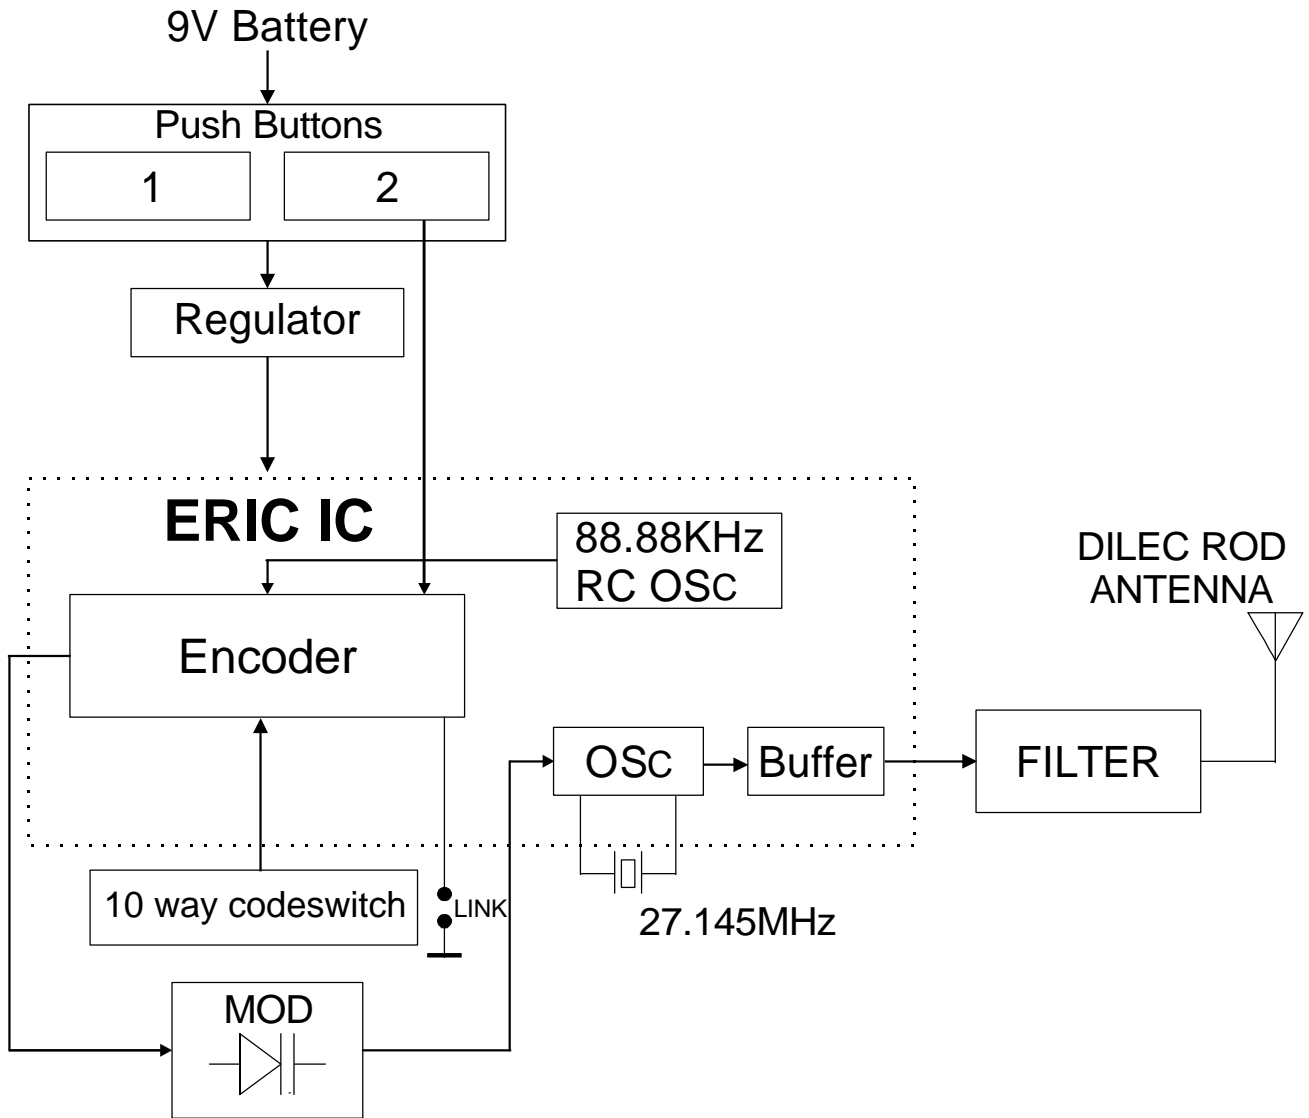 9V Battery
Push Buttons
1
2
Regulator
ERIC IC
88.88KHz
RC OSC
DILEC ROD
ANTENNA
Encoder
OSC
Buffer
FILTER
10 way codeswitch
LINK
27.145MHz
MOD